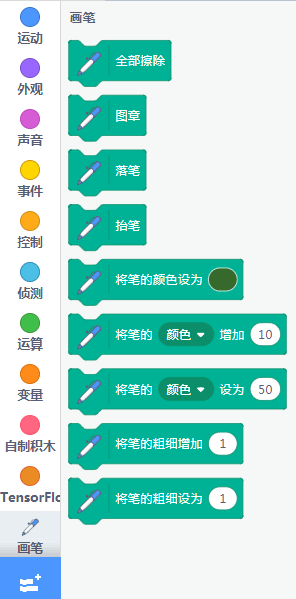 运动
外观
声音
事件
控制
侦测
运算
变量
自制积木
TensorFlo
画笔
画笔
全部擦除
图章
落笔
抬笔
将笔的颜色设为
将笔的 颜色 增加 10
将笔的 颜色 设为 50
将笔的粗细增加 1
将笔的粗细设为 1